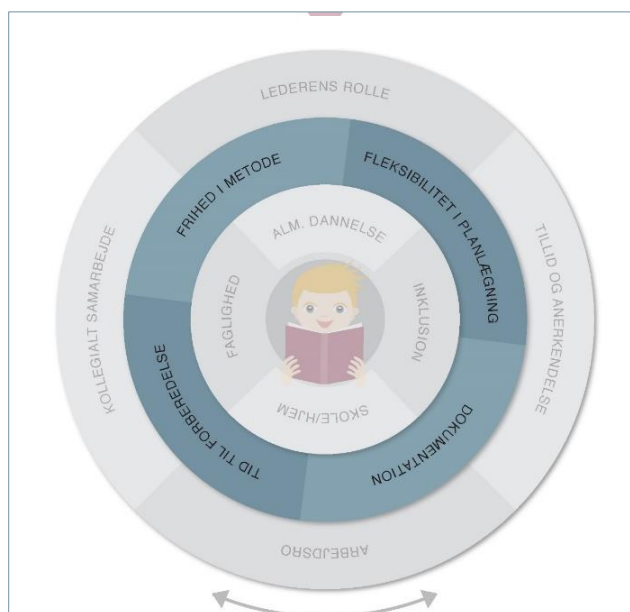 LEDERENS ROLLE
TILLID OG ANERKENDELSE
ARBEJDSRO
KOLLEGIALT SAMARBEJDE
FRIHED I METODE
FLEKSIBILITET I PLANLÆGNING
DOKUMENTATION
TID TIL FORBEREDELSE
ALM. DANNELSE
INKLUSION
SKOLE/HJEM
FAGLIGHED